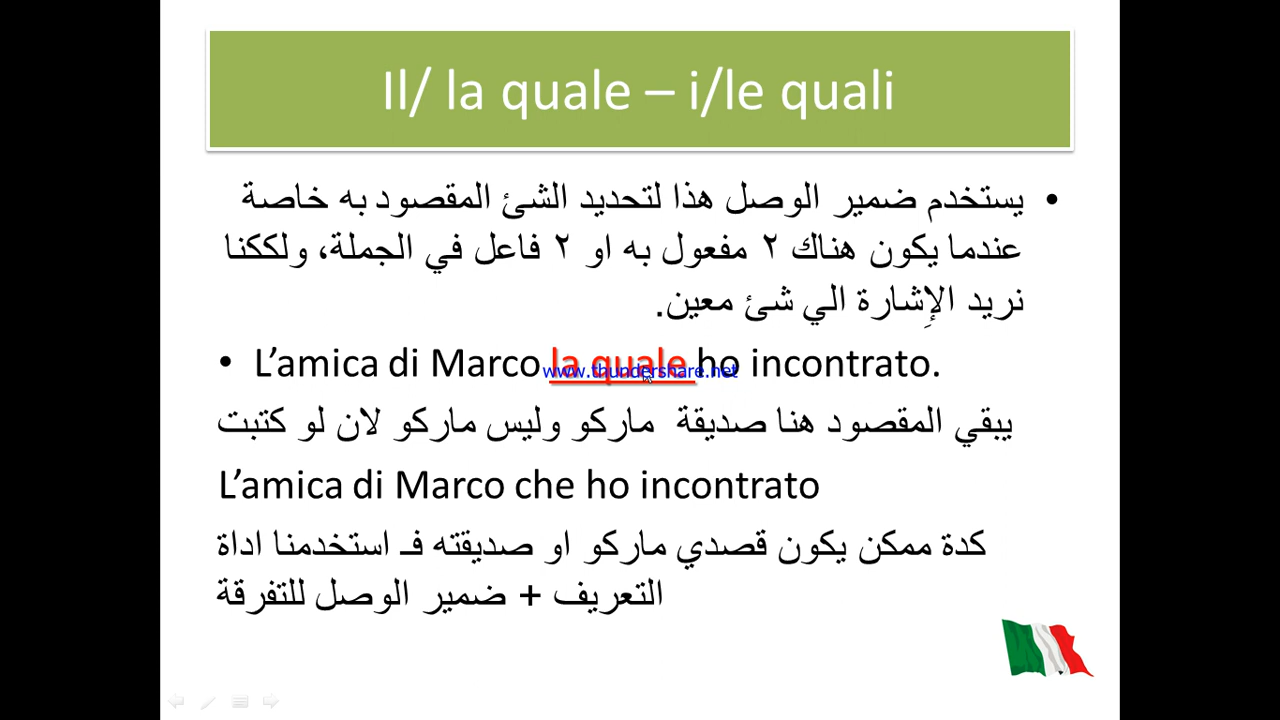 Il/ la quale – i/le quali
• يستخدم ضمير الوصل هذا لتحديد الشئ المقصود به خاصة
عندما يكون هناك ٢ مفعول به او ٢ فاعل في الجملة، ولككنا
نريد الإِشارة الي شئ معين.
• L’amica di Marco la quale ho incontrato.
www.thundershare.net
يبقي المقصود هنا صديقة ماركو وليس ماركو لان لو كتبت
L’amica di Marco che ho incontrato
كدة ممكن يكون قصدي ماركو او صديقته فـ استخدمنا اداة
التعريف + ضمير الوصل للتفرقة